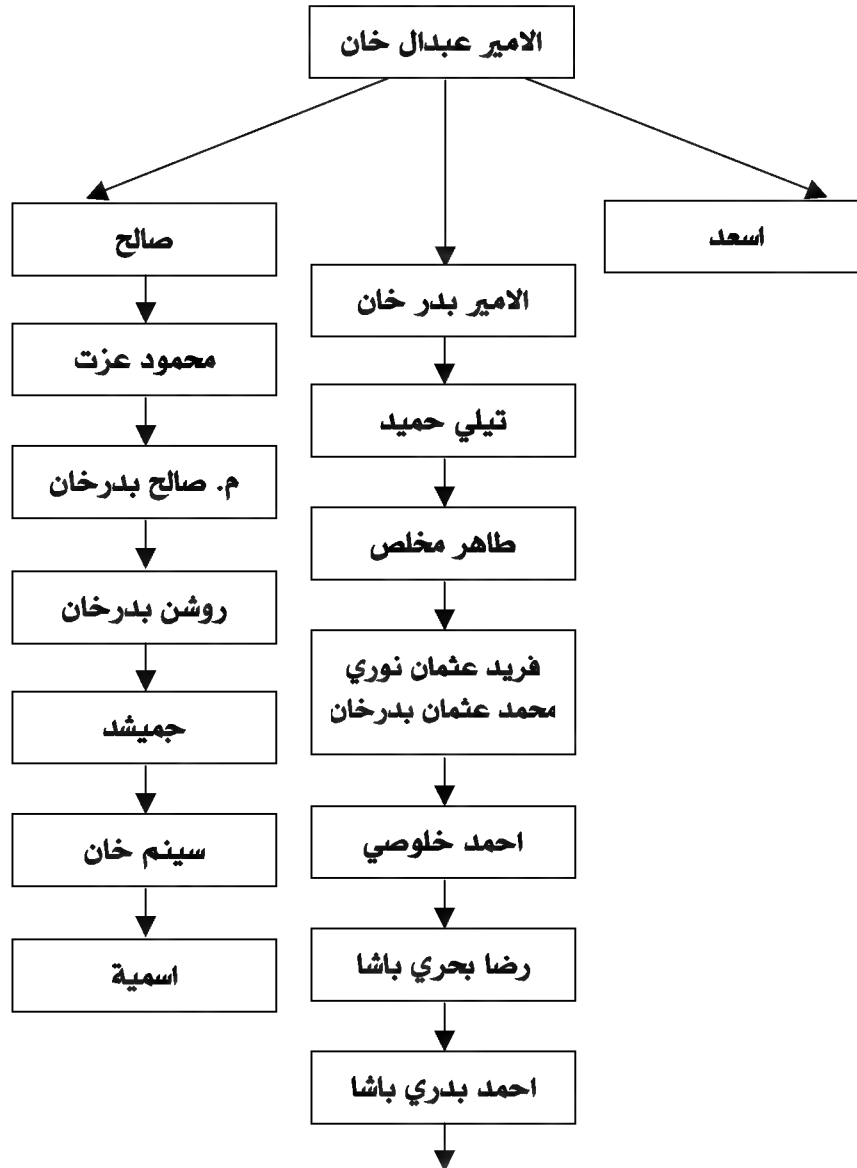 الامير عبدال خان
اسعد
الامير بدر خان
تيلي حميد
طاهر مخلص
فريد عثمان نوري
محمد عثمان بدرخان
احمد خلوصي
رضا بحري باشا
احمد بدري باشا
صالح
محمود عزت
م. صالح بدرخان
روشن بدرخان
جميشد
سينم خان
اسمية